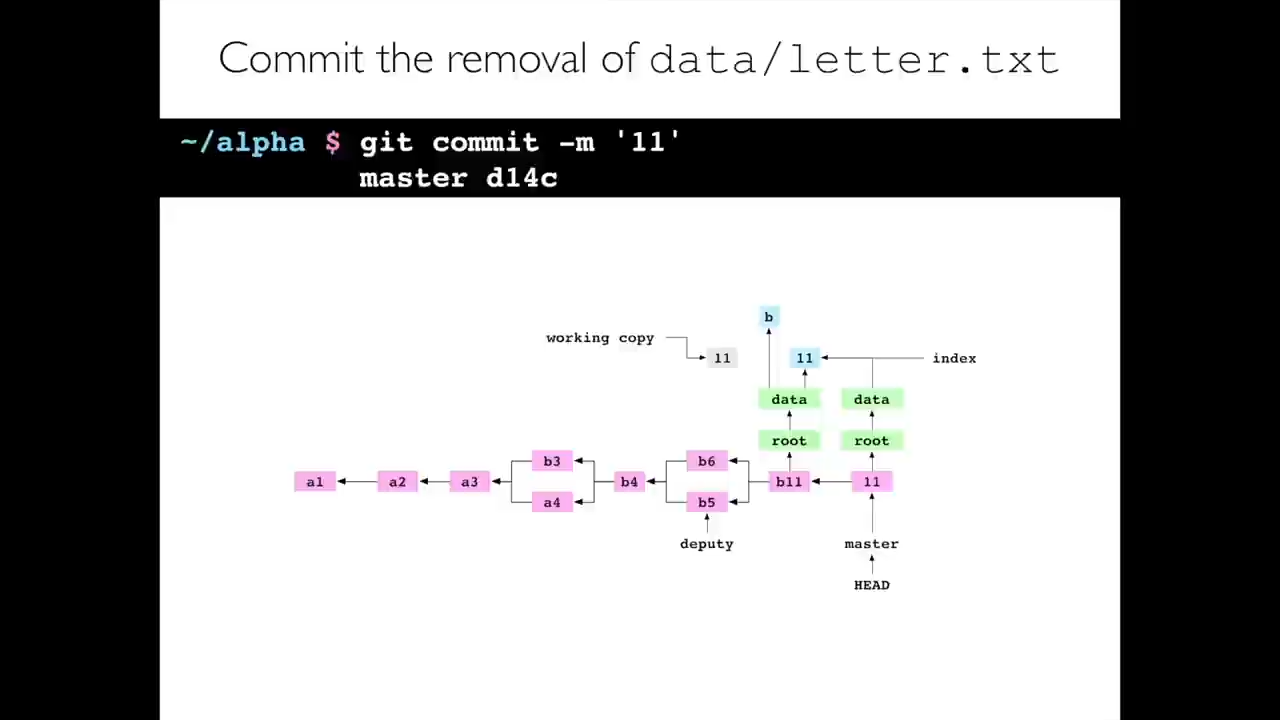 Commit the removal of data/letter.txt
~/alpha $ git commit -m '11'
master d14c
b
working copy
11
11
index
data
data
root
root
b3
b6
a1
a2
a3
b4
b11
11
a4
b5
deputy
master
HEAD